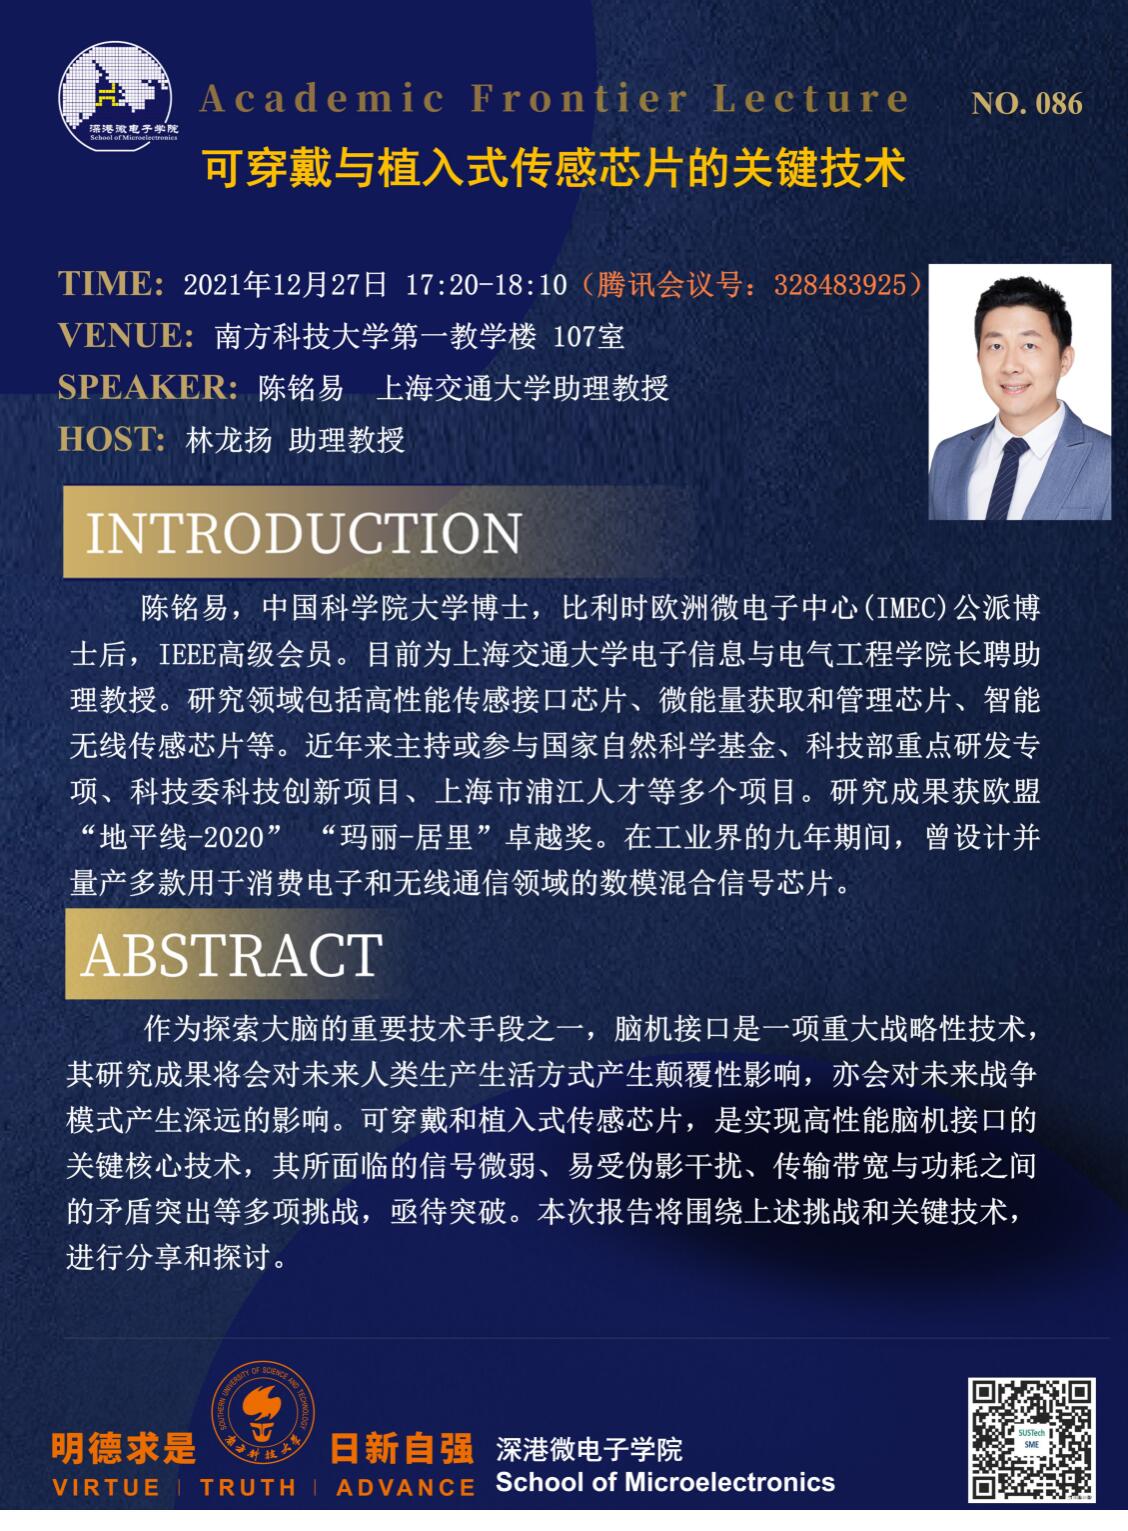 深港微电子学院
School of Microelectronics
Academic Frontier Lecture
NO. 086
可穿戴与植入式传感芯片的关键技术
TIME: 2021年12月27日 17:20-18:10（腾讯会议号：328483925）
VENUE: 南方科技大学第一教学楼 107室
SPEAKER: 陈铭易 上海交通大学助理教授
HOST: 林龙扬 助理教授
INTRODUCTION
陈铭易，中国科学院大学博士，比利时欧洲微电子中心(IMEC)公派博
士后，IEEE高级会员。目前为上海交通大学电子信息与电气工程学院长聘助
理教授。研究领域包括高性能传感接口芯片、微能量获取和管理芯片、智能
无线传感芯片等。近年来主持或参与国家自然科学基金、科技部重点研发专
项、科技委科技创新项目、上海市浦江人才等多个项目。研究成果获欧盟
“地平线-2020” “玛丽-居里”卓越奖。在工业界的九年期间，曾设计并
量产多款用于消费电子和无线通信领域的数模混合信号芯片。
ABSTRACT
作为探索大脑的重要技术手段之一，脑机接口是一项重大战略性技术，
其研究成果将会对未来人类生产生活方式产生颠覆性影响，亦会对未来战争
模式产生深远的影响。可穿戴和植入式传感芯片，是实现高性能脑机接口的
关键核心技术，其所面临的信号微弱、易受伪影干扰、传输带宽与功耗之间
的矛盾突出等多项挑战，亟待突破。本次报告将围绕上述挑战和关键技术，
进行分享和探讨。
SOUTHERN UNIVERSITY OF SCIENCE AND TECHNOLOGY
南方科技大学
明德求是 日新自强
VIRTUE | TRUTH | ADVANCE
深港微电子学院
School of Microelectronics
SUSTech
SME